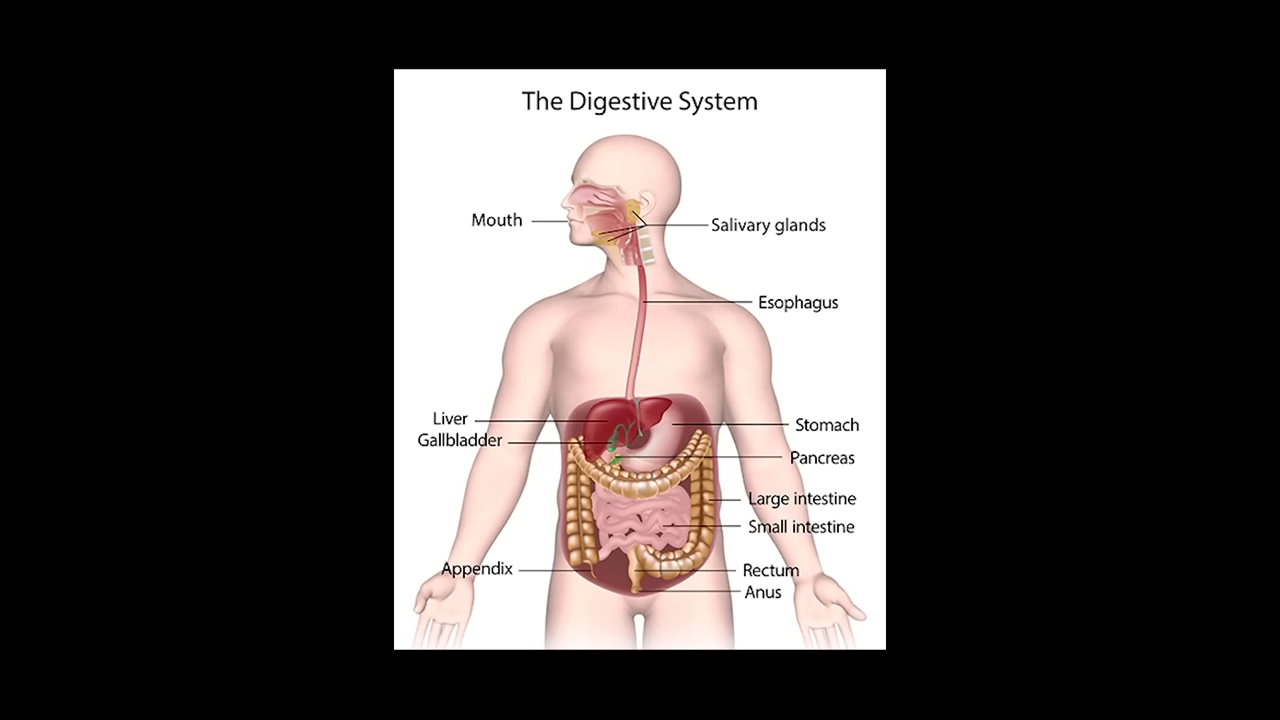 The Digestive System
Mouth
Salivary glands
Esophagus
Liver
Stomach
Gallbladder
Pancreas
Large intestine
Small intestine
Appendix
Rectum
Anus